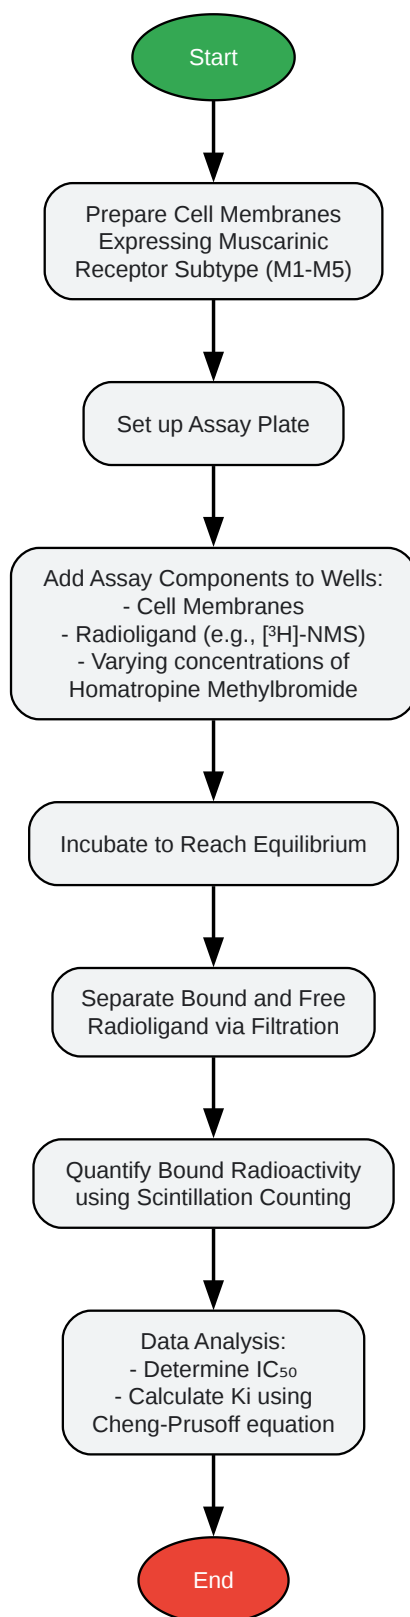 Start
Prepare Cell Membranes
Expressing Muscarinic
Receptor Subtype (M1-M5)
Set up Assay Plate
Add Assay Components to Wells:
- Cell Membranes
- Radioligand (e.g., [³H]-NMS)
- Varying concentrations of
Homatropine Methylbromide
Incubate to Reach Equilibrium
Separate Bound and Free
Radioligand via Filtration
Quantify Bound Radioactivity
using Scintillation Counting
Data Analysis:
- Determine IC₅₀
- Calculate Ki using
Cheng-Prusoff equation
End